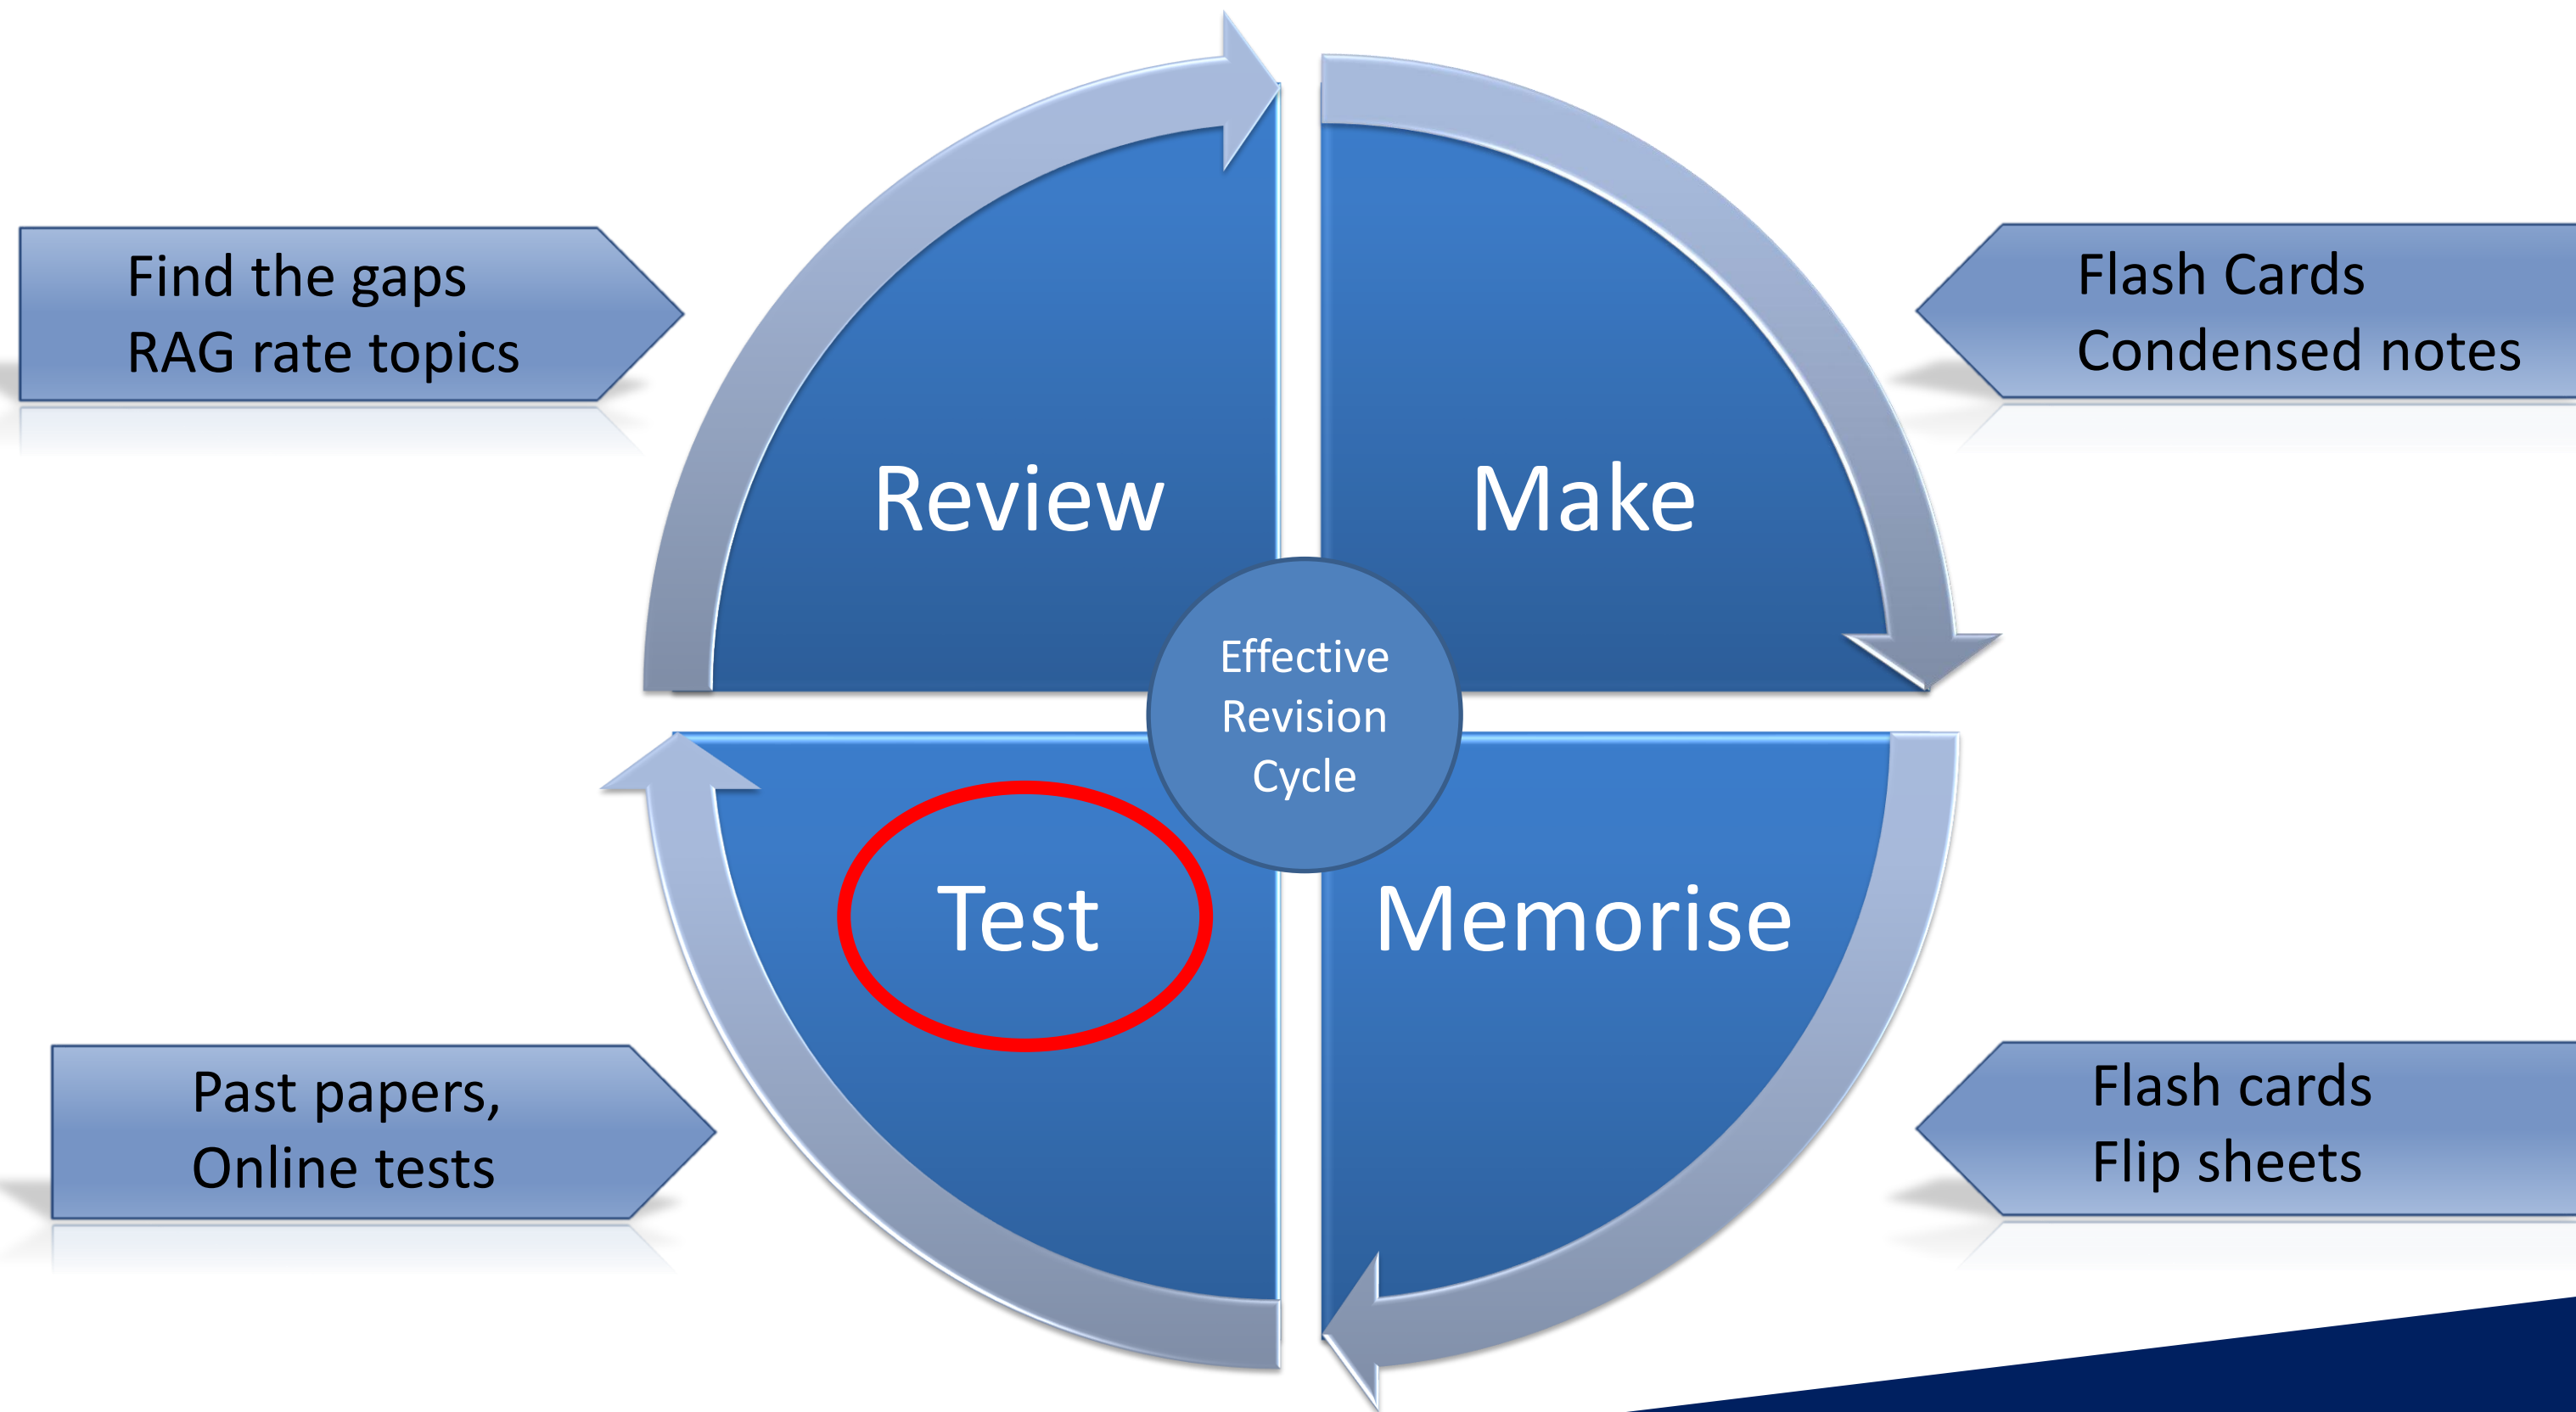 Find the gaps
RAG rate topics
Flash Cards
Condensed notes
Review
Make
Effective
Revision
Cycle
Test
Memorise
Past papers,
Online tests
Flash cards
Flip sheets